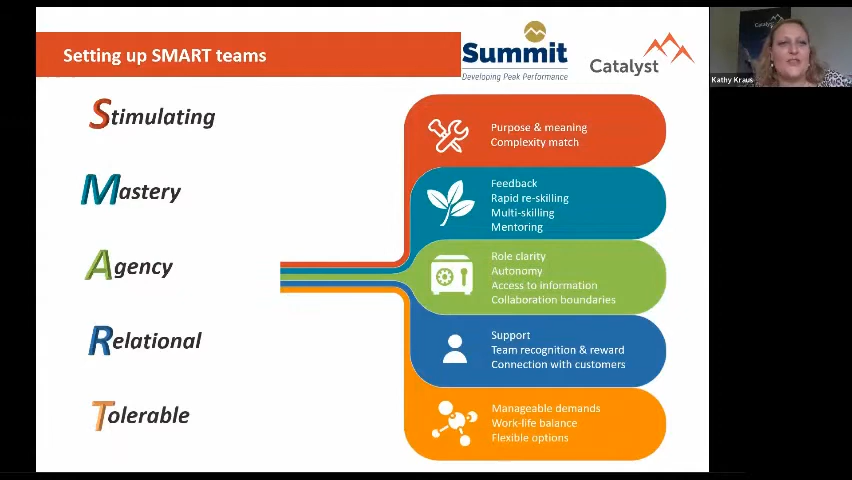 Setting up SMART teams
Summit
Developing Peak Performance
Catalyst
Catalyst
Kathy Kraus
Stimulating
Purpose & meaning
Complexity match
Mastery
Feedback
Rapid re-skilling
Multi-skilling
Mentoring
Agency
Role clarity
Autonomy
Access to information
Collaboration boundaries
Relational
Support
Team recognition & reward
Connection with customers
Tolerable
Manageable demands
Work-life balance
Flexible options